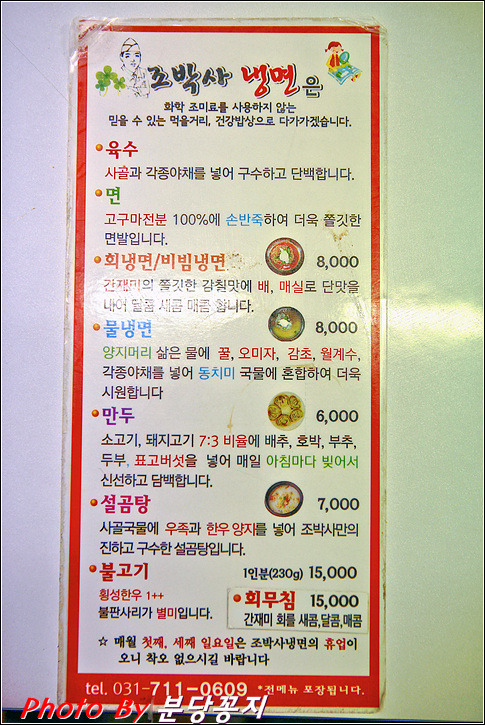 조박사 냉면은
화학 조미료를 사용하지 않는
믿을 수 있는 먹을거리, 건강밥상으로 다가가겠습니다.
육수
사골과 각종야채를 넣어 구수하고 단백합니다.
면
고구마전분 100%에 손반죽하여 더욱 쫄깃한
면발입니다.
회냉면/비빔냉면 8,000
간재미의 쫄깃한 감칠맛에 배, 매실로 단맛을
내어 달콤 새콤 매콤 합니다.
물냉면 8,000
양지머리 삶은 물에 꿀, 오미자, 감초, 월계수,
각종야채를 넣어 동치미 국물에 혼합하여 더욱
시원합니다
만두 6,000
소고기, 돼지고기 7:3 비율에 배추, 호박, 부추,
두부, 표고버섯을 넣어 매일 아침마다 빚어서
신선하고 담백합니다.
설곰탕 7,000
사골국물에 우족과 한우 양지를 넣어 조박사만의
진하고 구수한 설곰탕입니다.
불고기 1인분(230g) 15,000
횡성한우 1++
불판사리가 별미입니다.
회무침 15,000
간재미 회를 새콤,달콤,매콤
☆ 매월 첫째, 세째 일요일은 조박사냉면의 휴업이
오니 착오 없으시길 바랍니다
tel. 031-711-0609 *전메뉴 포장됩니다.
Photo By 분당꽁지